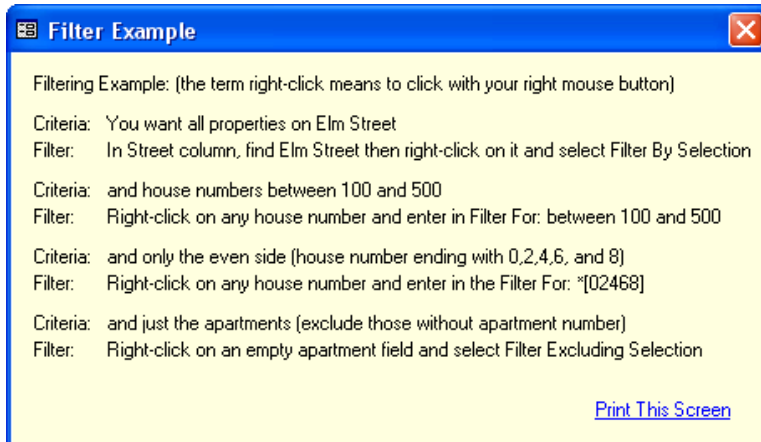 Filter Example
Filtering Example: (the term right-click means to click with your right mouse button)
Criteria: You want all properties on Elm Street
Filter: In Street column, find Elm Street then right-click on it and select Filter By Selection
Criteria: and house numbers between 100 and 500
Filter: Right-click on any house number and enter in Filter For: between 100 and 500
Criteria: and only the even side (house number ending with 0,2,4,6, and 8)
Filter: Right-click on any house number and enter in the Filter For: *[02468]
Criteria: and just the apartments (exclude those without apartment number)
Filter: Right-click on an empty apartment field and select Filter Excluding Selection
Print This Screen